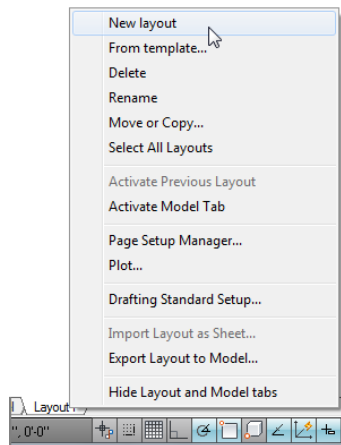 New layout
From template...
Delete
Rename
Move or Copy...
Select All Layouts
Activate Previous Layout
Activate Model Tab
Page Setup Manager...
Plot...
Drafting Standard Setup...
Import Layout as Sheet...
Export Layout to Model...
Hide Layout and Model tabs
Layout
", 0'-0"